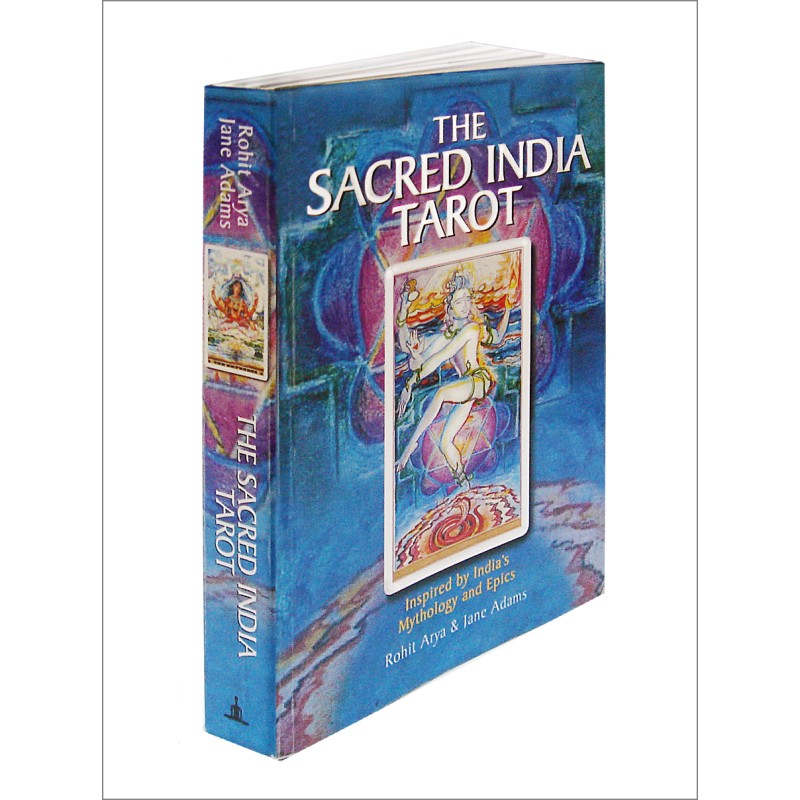 Rohit Arya
Jane Adams
THE SACRED INDIA
TAROT
THE
SACRED INDIA
TAROT
Inspired by India's
Mythology and Epics
Rohit Arya & Jane Adams